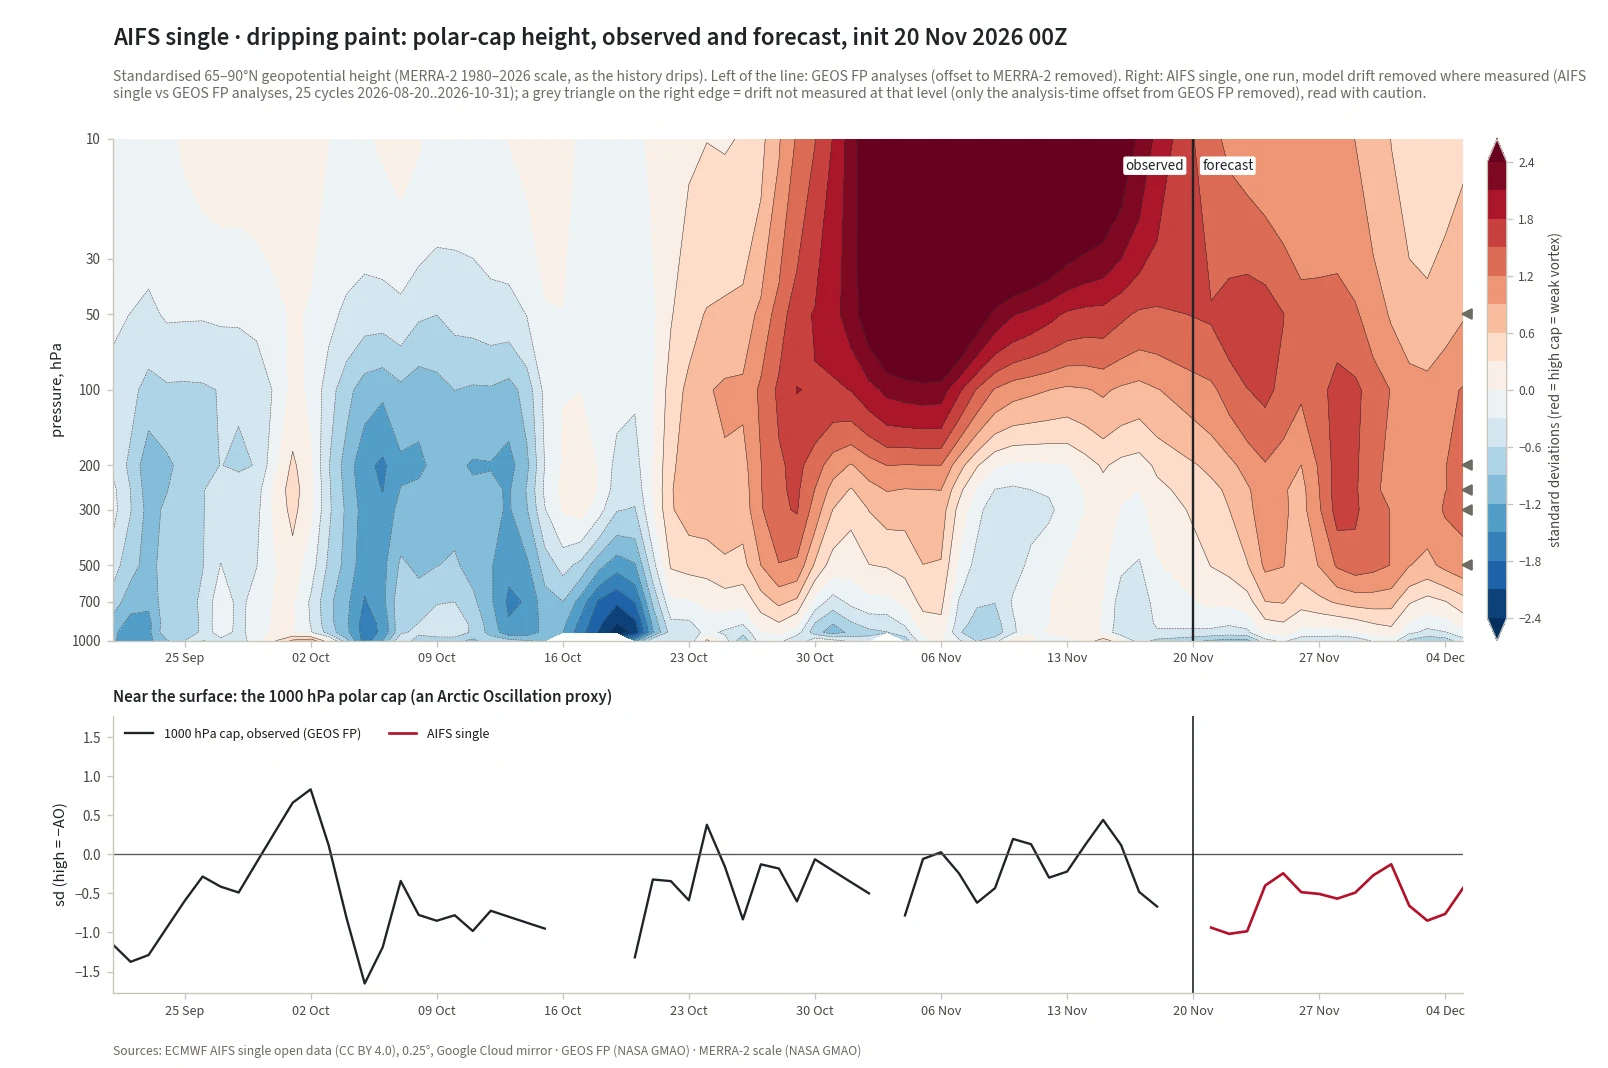 AIFS single · dripping paint: polar-cap height, observed and forecast, init 20 Nov 2026 00Z
Standardised 65–90°N geopotential height (MERRA-2 1980–2026 scale, as the history drips). Left of the line: GEOS FP analyses (offset to MERRA-2 removed). Right: AIFS single, one run, model drift removed where measured (AIFS
single vs GEOS FP analyses, 25 cycles 2026-08-20..2026-10-31); a grey triangle on the right edge = drift not measured at that level (only the analysis-time offset from GEOS FP removed), read with caution.
pressure, hPa
10
30
50
100
200
300
500
700
1000
observed
forecast
25 Sep
02 Oct
09 Oct
16 Oct
23 Oct
30 Oct
06 Nov
13 Nov
20 Nov
27 Nov
04 Dec
2.4
1.8
1.2
0.6
0.0
−0.6
−1.2
−1.8
−2.4
standard deviations (red = high cap = weak vortex)
Near the surface: the 1000 hPa polar cap (an Arctic Oscillation proxy)
1000 hPa cap, observed (GEOS FP)
AIFS single
sd (high = −AO)
1.5
1.0
0.5
0.0
−0.5
−1.0
−1.5
25 Sep
02 Oct
09 Oct
16 Oct
23 Oct
30 Oct
06 Nov
13 Nov
20 Nov
27 Nov
04 Dec
Sources: ECMWF AIFS single open data (CC BY 4.0), 0.25°, Google Cloud mirror · GEOS FP (NASA GMAO) · MERRA-2 scale (NASA GMAO)